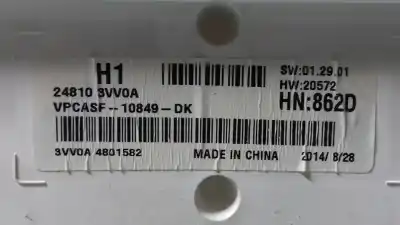 H1
SW:01.29.01
24810 3VV0A
HW:20572
VPCASF-10849-DK
HN:862D
3VV0A 4801582
MADE IN CHINA
2014/ 8/28